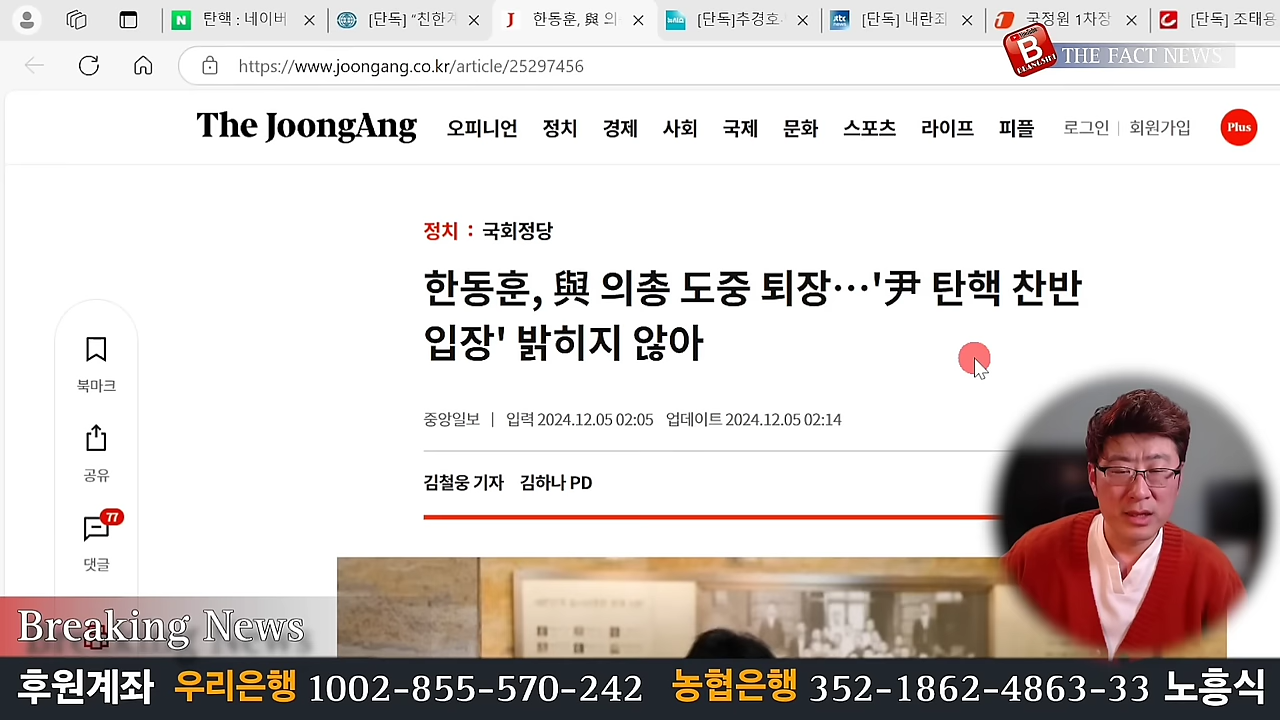 탄핵 : 네이버
[단독] "친한계
한동훈, 與 의
[단독]추경호
[단독] 내란죄
국정원 1차장
[단독] 조태용
https://www.joongang.co.kr/article/25297456
THE FACT NEWS
The JoongAng 오피니언 정치 경제 사회 국제 문화 스포츠 라이프 피플 로그인 | 회원가입 Plus
정치 : 국회정당
한동훈, 與 의총 도중 퇴장…'尹 탄핵 찬반
입장' 밝히지 않아
중앙일보 | 입력 2024.12.05 02:05 업데이트 2024.12.05 02:14
김철웅 기자 김하나 PD
북마크
공유
77
댓글
Breaking News
후원계좌 우리은행 1002-855-570-242 농협은행 352-1862-4863-33 노흥식